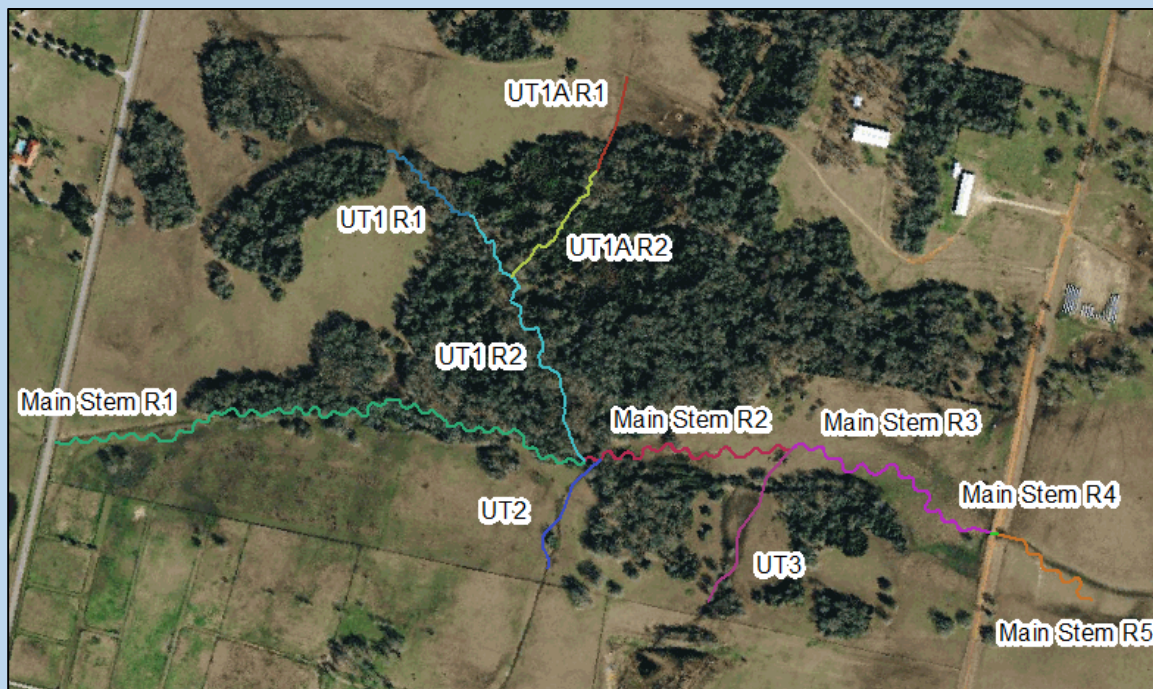 UT1A R1
UT1 R1
UT1A R2
UT1 R2
Main Stem R1
Main Stem R2
Main Stem R3
Main Stem R4
UT2
UT3
Main Stem R5